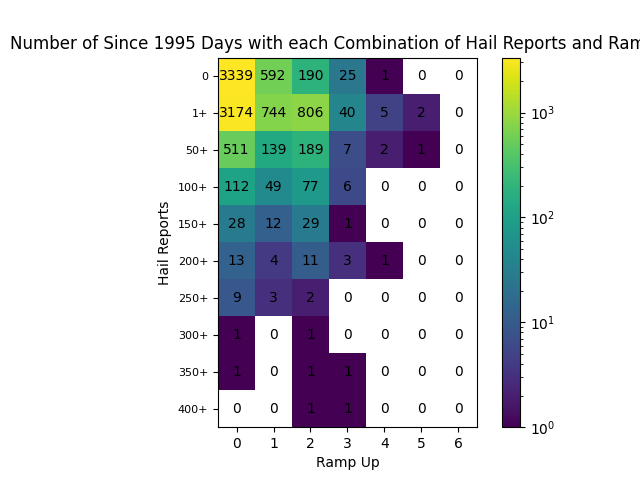 Number of Since 1995 Days with each Combination of Hail Reports and Ram
0 3339 592 190 25 1 0 0
1+ 3174 744 806 40 5 2 0
50+ 511 139 189 7 2 1 0
100+ 112 49 77 6 0 0 0
150+ 28 12 29 1 0 0 0
200+ 13 4 11 3 1 0 0
250+ 9 3 2 0 0 0 0
300+ 1 0 1 0 0 0 0
350+ 1 0 1 1 0 0 0
400+ 0 0 1 1 0 0 0
0 1 2 3 4 5 6
Ramp Up
Hail Reports
10³
10²
10¹
10⁰